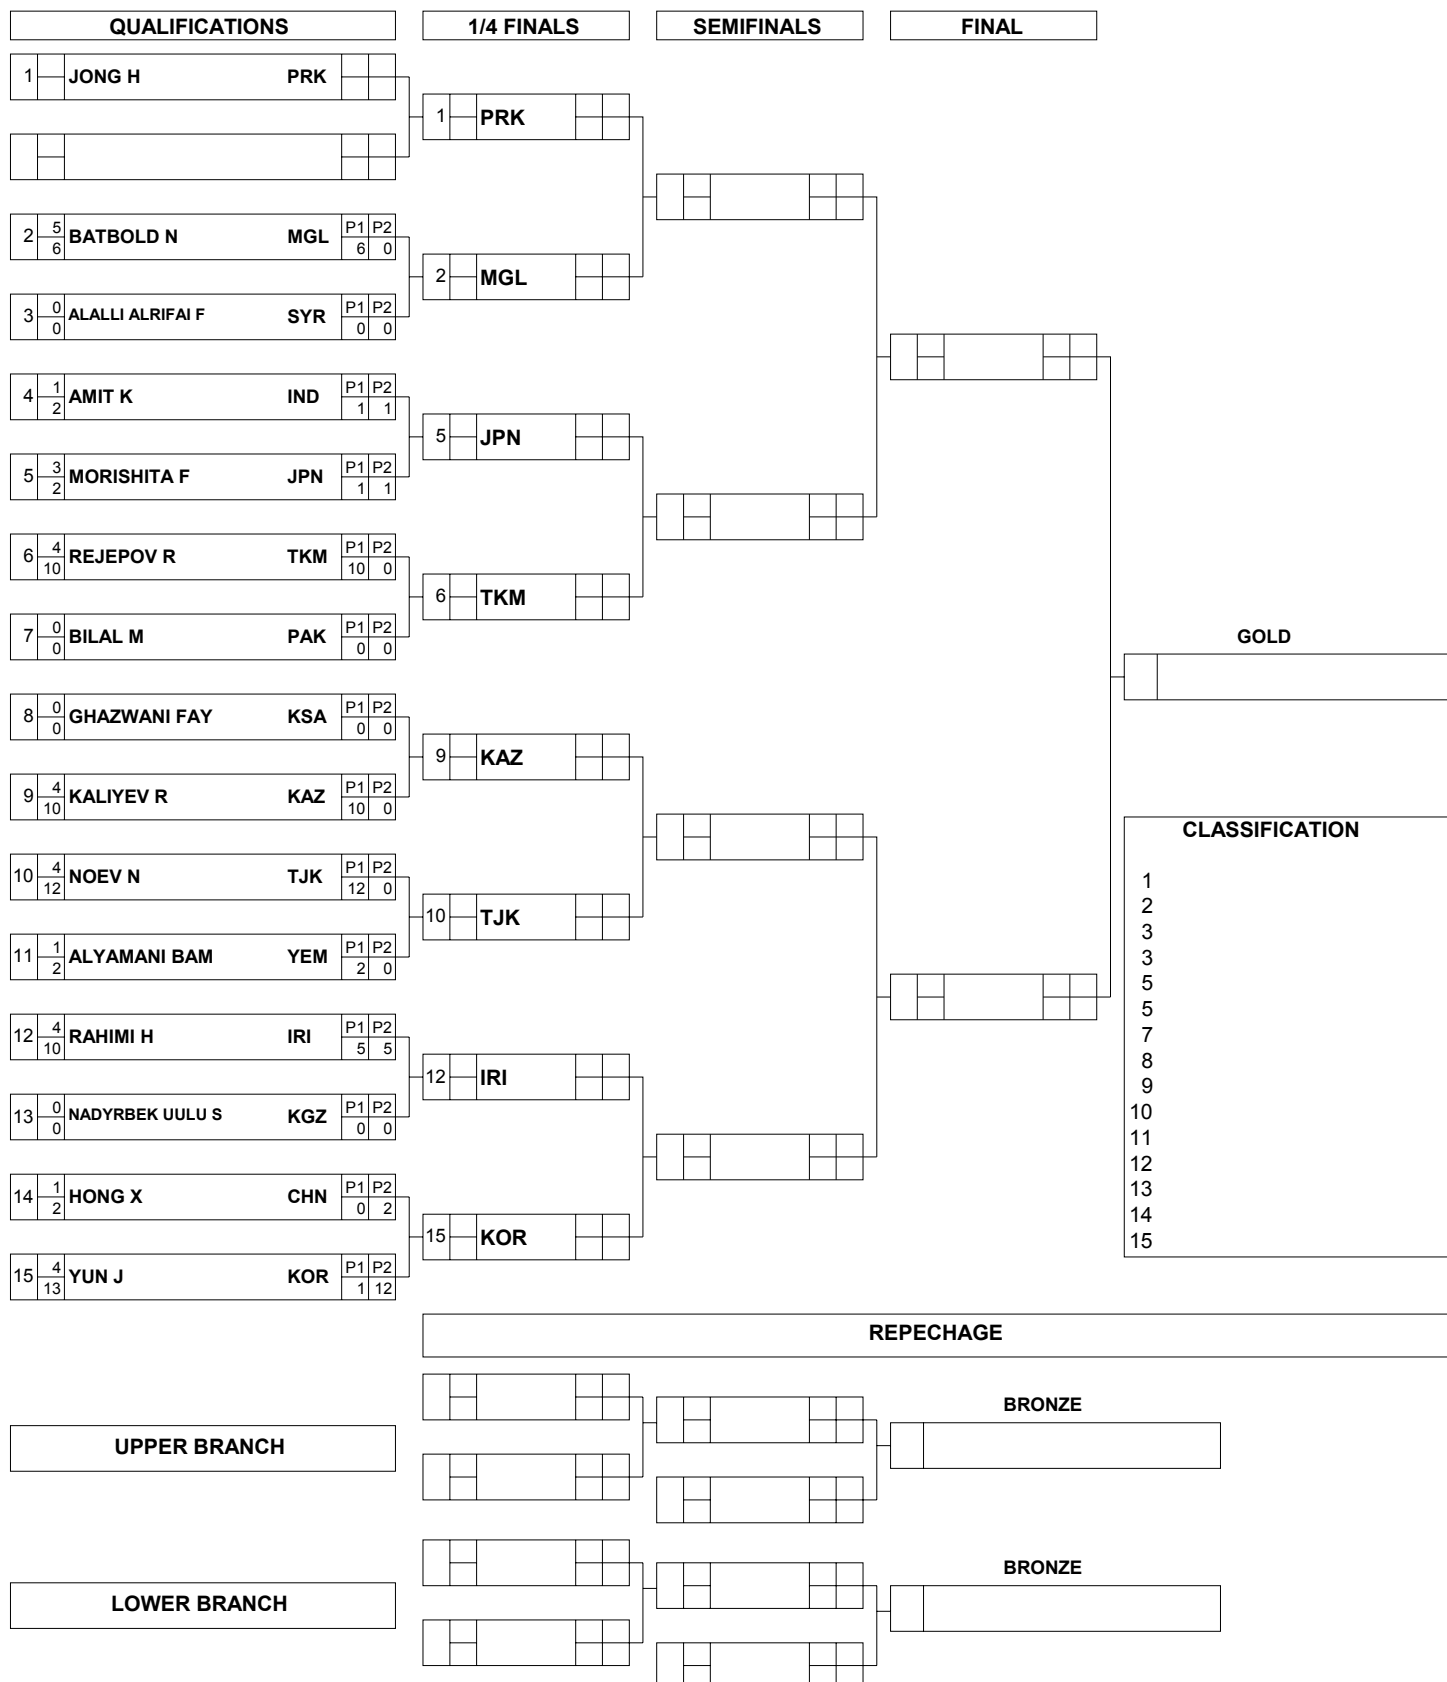 QUALIFICATIONS 1/4 FINALS SEMIFINALS FINAL
1 JONG H PRK
1 PRK
2 5 6 BATBOLD N MGL P1 P2 6 0
2 MGL
3 0 0 ALALLI ALRIFAI F SYR P1 P2 0 0
4 1 2 AMIT K IND P1 P2 1 1
5 JPN
5 3 2 MORISHITA F JPN P1 P2 1 1
6 4 10 REJEPOV R TKM P1 P2 10 0
6 TKM
7 0 0 BILAL M PAK P1 P2 0 0
GOLD
8 0 0 GHAZWANI FAY KSA P1 P2 0 0
9 KAZ
9 4 10 KALIYEV R KAZ P1 P2 10 0
10 4 12 NOEV N TJK P1 P2 12 0
10 TJK
11 1 2 ALYAMANI BAM YEM P1 P2 2 0
12 4 10 RAHIMI H IRI P1 P2 5 5
12 IRI
13 0 0 NADYRBEK UULU S KGZ P1 P2 0 0
14 1 2 HONG X CHN P1 P2 0 2
15 KOR
15 4 13 YUN J KOR P1 P2 1 12
CLASSIFICATION
1
2
3
3
5
5
7
8
9
10
11
12
13
14
15
REPECHAGE
BRONZE
UPPER BRANCH
BRONZE
LOWER BRANCH